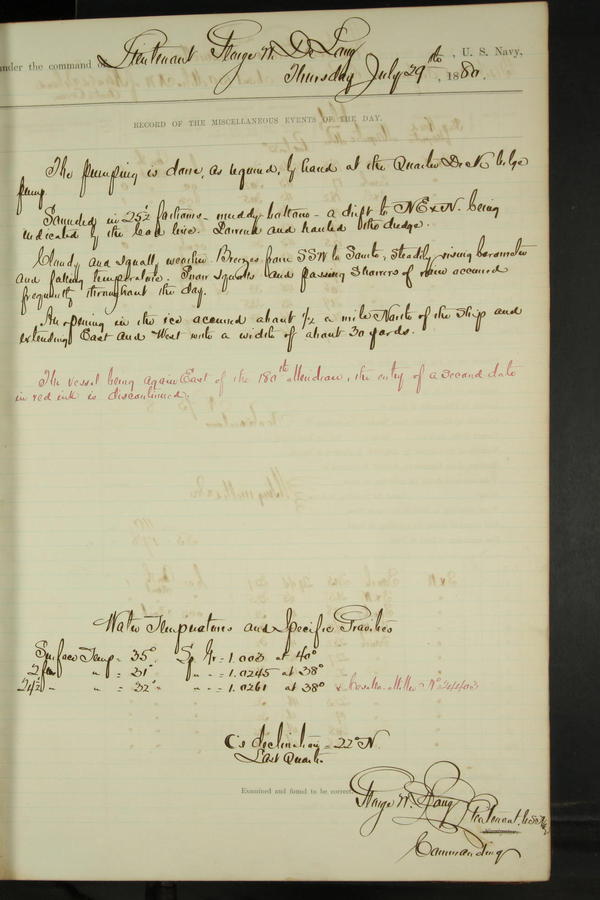 under the command of Lieutenant George W. De Long, U. S. Navy,
Thursday July 29th, 1880.
RECORD OF THE MISCELLANEOUS EVENTS OF THE DAY.
The pumping is done, as required, by hand at the Quarter Deck bilge
pump.
Sounded in 25½ fathoms - muddy bottom - a drift to NE x N. being
indicated by the lead line. Lowered and hauled the dredge.
Cloudy and squally weather. Breezes from SSW to South, steadily rising barometer
and falling temperature. Snow squalls and passing showers of rain occurred
frequently throughout the day.
An opening in the ice occurred about ½ a mile North of the ship and
extending East and West with a width of about 30 yards.
The vessel being again East of the 180th Meridian, the entry of a second date
in red ink is discontinued.
Water Temperatures and Specific Gravities
Surface Temp = 35° Sp. Gr = 1.003 at 40°
2 fm " = 31° " " = 1.0245 at 38°
24½ " " = 32° " " = 1.0261 at 38° x Miller No 24403
☾'s declination = 22° N.
Last Quarter
Examined and found to be correct.
George W. De Long Lieutenant, U.S. Navy
Commanding